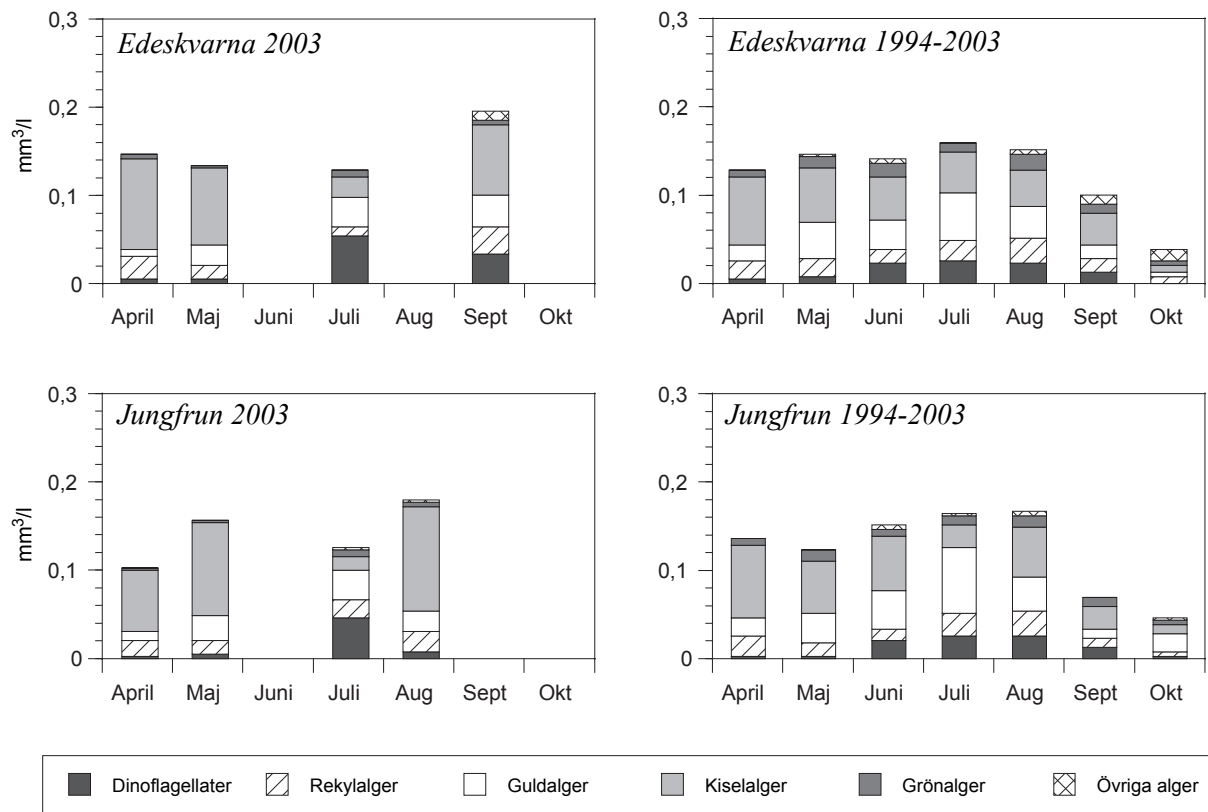 Edeskvarna 2003
mm³/l
0,3
0,2
0,1
0
April Maj Juni Juli Aug Sept Okt
Edeskvarna 1994-2003
0,3
0,2
0,1
0
April Maj Juni Juli Aug Sept Okt
Jungfrun 2003
mm³/l
0,3
0,2
0,1
0
April Maj Juni Juli Aug Sept Okt
Jungfrun 1994-2003
0,3
0,2
0,1
0
April Maj Juni Juli Aug Sept Okt
Dinoflagellater Rekylalger Guldalger Kiselalger Grönalger Övriga alger